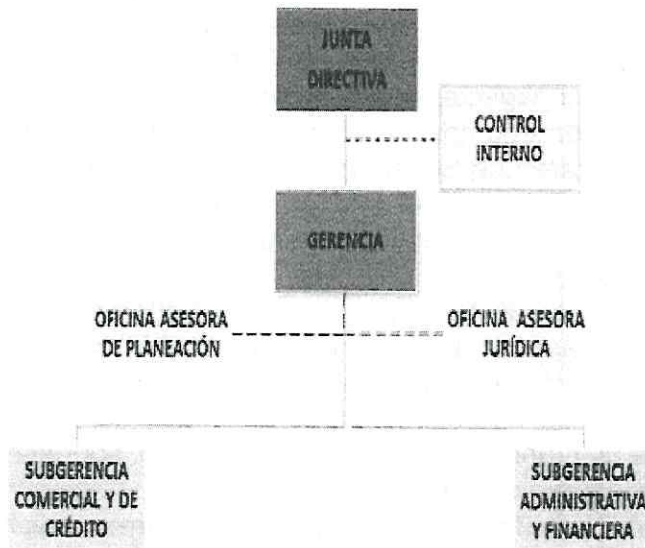 JUNTA
DIRECTIVA
CONTROL
INTERNO
GERENCIA
OFICINA ASESORA
DE PLANEACIÓN
OFICINA ASESORA
JURÍDICA
SUBGERENCIA
COMERCIAL Y DE
CRÉDITO
SUBGERENCIA
ADMINISTRATIVA
Y FINANCIERA